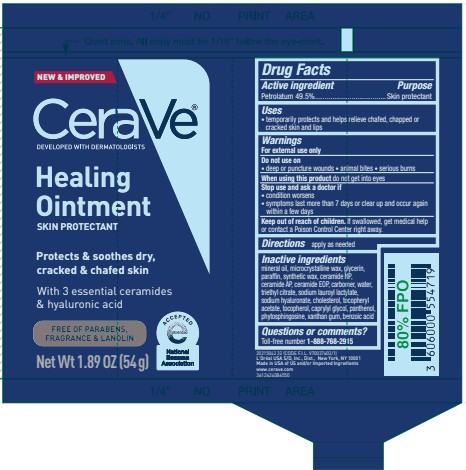 1/4" NO PRINT AREA
NEW & IMPROVED
CeraVe®
DEVELOPED WITH DERMATOLOGISTS
Healing
Ointment
SKIN PROTECTANT
Protects & soothes dry,
cracked & chafed skin
With 3 essential ceramides
& hyaluronic acid
FREE OF PARABENS,
FRAGRANCE & LANOLIN
ACCEPTED
National
Eczema
Association
Net Wt 1.89 OZ (54 g)
Drug Facts
Active ingredient Purpose
Petrolatum 49.5%............................Skin protectant
Uses
• temporarily protects and helps relieve chafed, chapped or
cracked skin and lips
Warnings
For external use only
Do not use on
• deep or puncture wounds • animal bites • serious burns
When using this product do not get into eyes
Stop use and ask a doctor if
• condition worsens
• symptoms last more than 7 days or clear up and occur again
within a few days
Keep out of reach of children. If swallowed, get medical help
or contact a Poison Control Center right away.
Directions apply as needed
Inactive ingredients
mineral oil, microcrystalline wax, glycerin,
paraffin, synthetic wax, ceramide NP,
ceramide AP, ceramide EOP, carbomer, water,
triethyl citrate, sodium lauroyl lactylate,
sodium hyaluronate, cholesterol, tocopheryl
acetate, tocopherol, caprylyl glycol, panthenol,
phytosphingosine, xanthan gum, benzoic acid
Questions or comments?
Toll-free number 1-888-768-2915
L'Oréal USA S/D, Inc., Dist., New York, NY 10001
Made in USA of US and/or Imported Ingredients
www.cerave.com
80% FPO
3 606000 554719
1/4" NO PRINT AREA